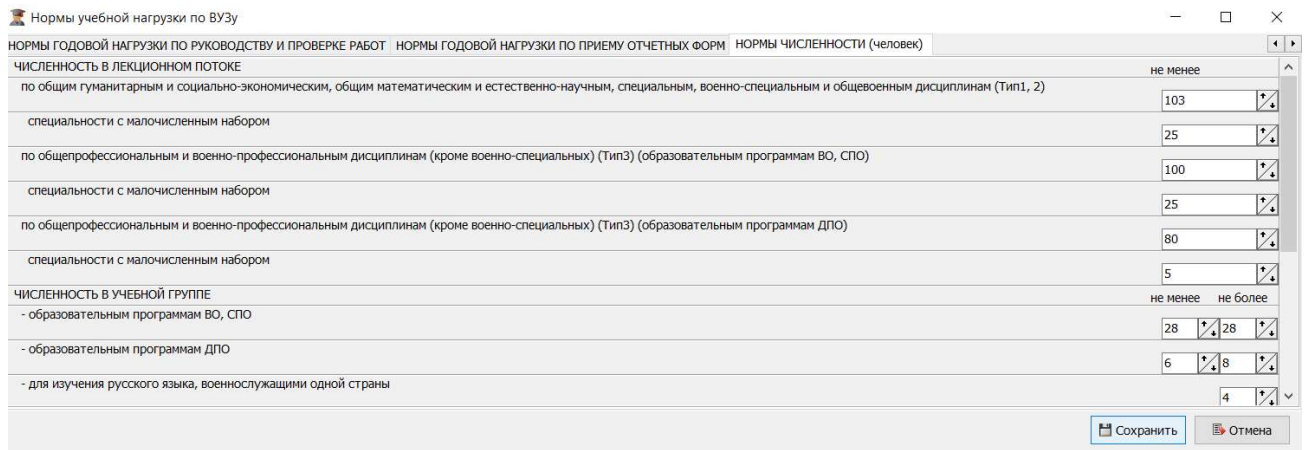 Нормы учебной нагрузки по ВУЗу
НОРМЫ ГОДОВОЙ НАГРУЗКИ ПО РУКОВОДСТВУ И ПРОВЕРКЕ РАБОТ НОРМЫ ГОДОВОЙ НАГРУЗКИ ПО ПРИЕМУ ОТЧЕТНЫХ ФОРМ НОРМЫ ЧИСЛЕННОСТИ (человек)
ЧИСЛЕННОСТЬ В ЛЕКЦИОННОМ ПОТОКЕ не менее
по общим гуманитарным и социально-экономическим, общим математическим и естественно-научным, специальным, военно-специальным и общевоенным дисциплинам (Тип1, 2)
103
специальности с малочисленным набором
25
по общепрофессиональным и военно-профессиональным дисциплинам (кроме военно-специальных) (Тип3) (образовательным программам ВО, СПО)
100
специальности с малочисленным набором
25
по общепрофессиональным и военно-профессиональным дисциплинам (кроме военно-специальных) (Тип3) (образовательным программам ДПО)
80
специальности с малочисленным набором
5
ЧИСЛЕННОСТЬ В УЧЕБНОЙ ГРУППЕ не менее не более
- образовательным программам ВО, СПО
28 28
- образовательным программам ДПО
6 8
- для изучения русского языка, военнослужащими одной страны
4
Сохранить Отмена